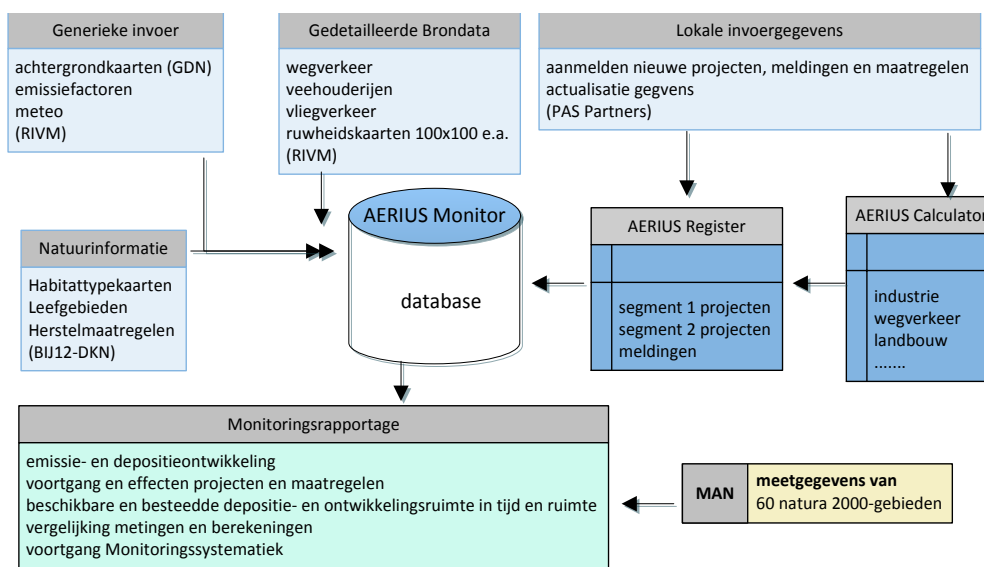 Generieke invoer
achtergrondkaarten (GDN)
emissiefactoren
meteo
(RIVM)
Gedetailleerde Brondata
wegverkeer
veehouderijen
vliegverkeer
ruwheidskaarten 100x100 e.a.
(RIVM)
Lokale invoergegevens
aanmelden nieuwe projecten, meldingen en maatregelen
actualisatie gegvens
(PAS Partners)
Natuurinformatie
Habitattypekaarten
Leefgebieden
Herstelmaatregelen
(BIJ12-DKN)
AERIUS Monitor
database
AERIUS Register
segment 1 projecten
segment 2 projecten
meldingen
AERIUS Calculator
industrie
wegverkeer
landbouw
.......
Monitoringsrapportage
emissie- en depositieontwikkeling
voortgang en effecten projecten en maatregelen
beschikbare en bestede depositie- en ontwikkelingsruimte in tijd en ruimte
vergelijking metingen en berekeningen
voortgang Monitoringssystematiek
MAN
meetgegevens van
60 natura 2000-gebieden